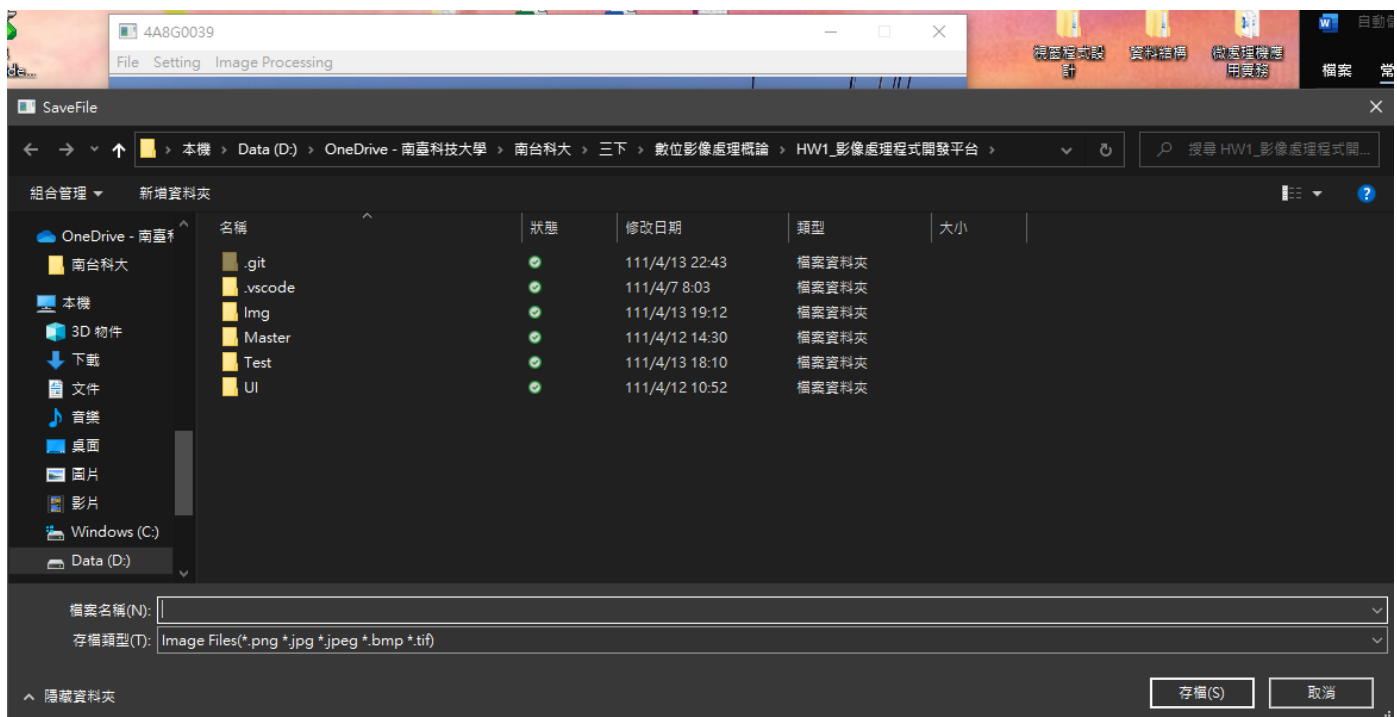 4A8G0039
File Setting Image Processing
視窗程式設計
資料結構
微處理機應用實務
檔案
SaveFile
本機 › Data (D:) › OneDrive - 南臺科技大學 › 南台科大 › 三下 › 數位影像處理概論 › HW1_影像處理程式開發平台 ›
搜尋 HW1_影像處理程式開...
組合管理 新增資料夾
名稱 狀態 修改日期 類型 大小
OneDrive - 南臺科
南台科大
本機
3D 物件
下載
文件
音樂
桌面
圖片
影片
Windows (C:)
Data (D:)
.git 111/4/13 22:43 檔案資料夾
.vscode 111/4/7 8:03 檔案資料夾
Img 111/4/13 19:12 檔案資料夾
Master 111/4/12 14:30 檔案資料夾
Test 111/4/13 18:10 檔案資料夾
UI 111/4/12 10:52 檔案資料夾
檔案名稱(N):
存檔類型(T): Image Files(*.png *.jpg *.jpeg *.bmp *.tif)
隱藏資料夾
存檔(S) 取消